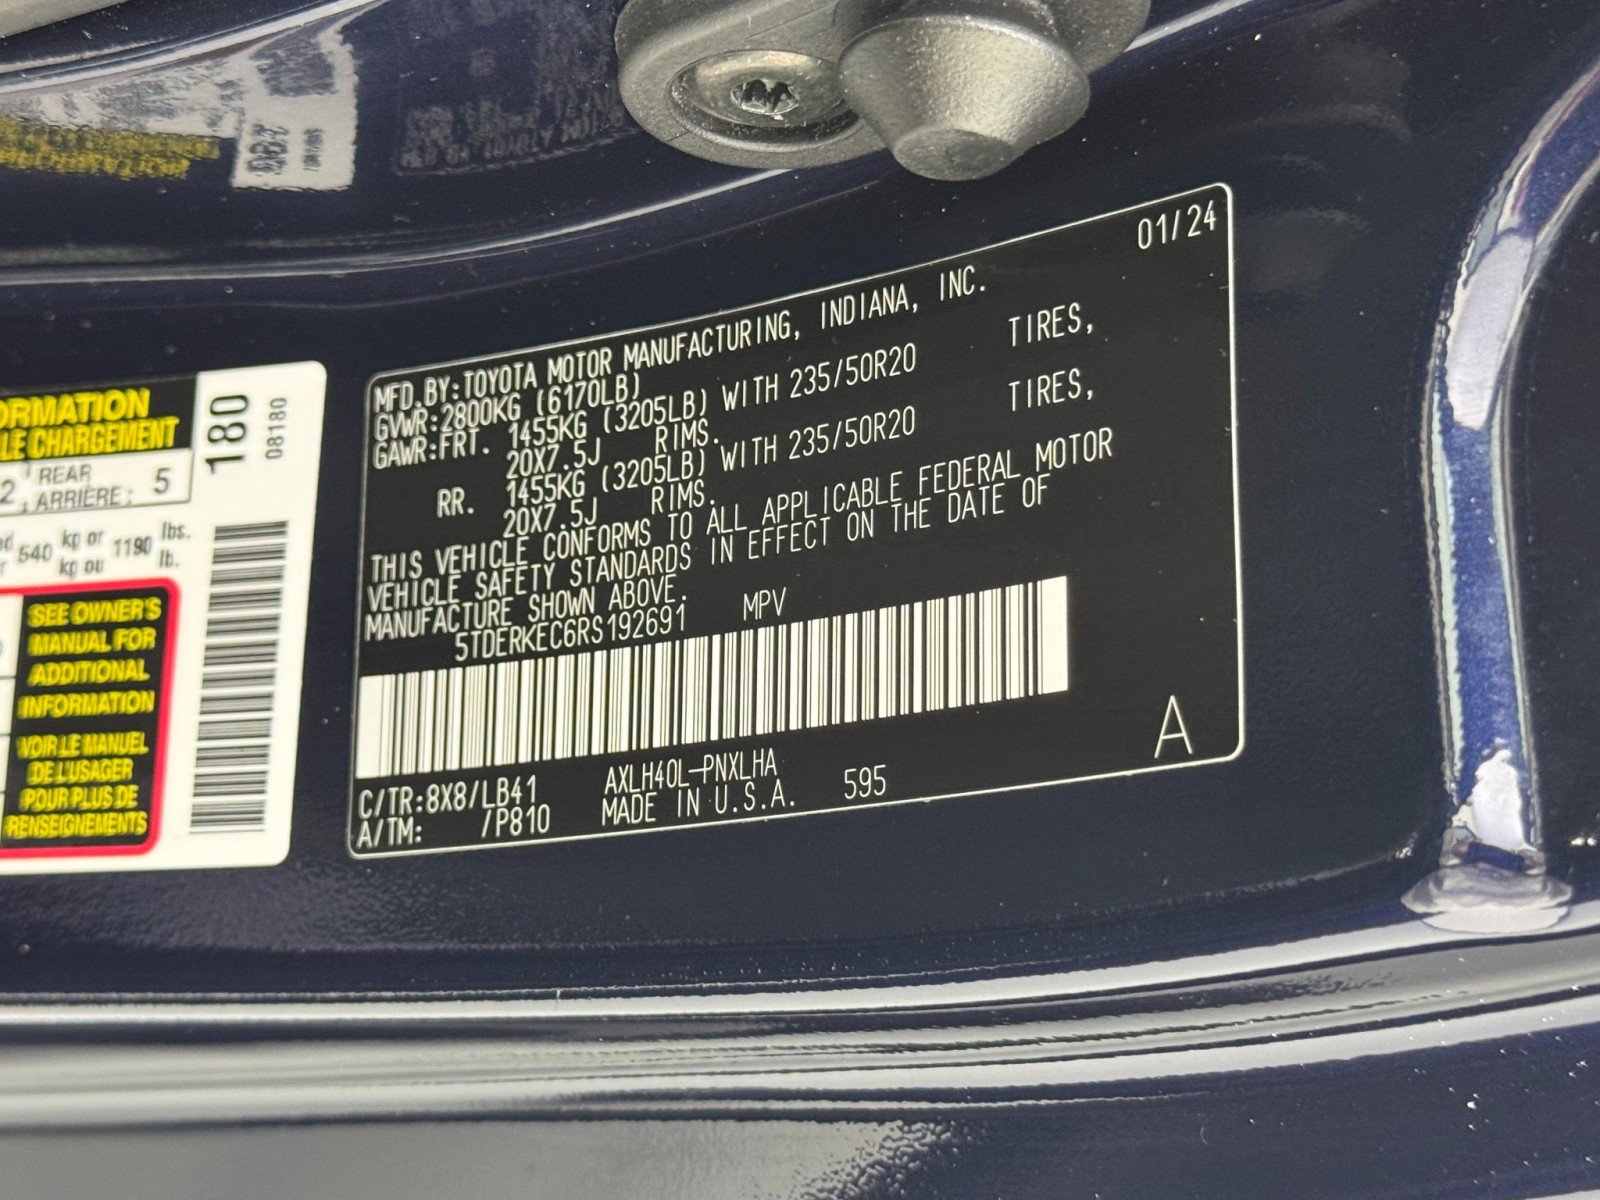 01/24
MFD.BY:TOYOTA MOTOR MANUFACTURING, INDIANA, INC.
GVWR:2800KG (6170LB)
GAWR:FRT. 1455KG (3205LB) WITH 235/50R20 TIRES,
20X7.5J RIMS.
RR. 1455KG (3205LB) WITH 235/50R20 TIRES,
20X7.5J RIMS.
THIS VEHICLE CONFORMS TO ALL APPLICABLE FEDERAL MOTOR
VEHICLE SAFETY STANDARDS IN EFFECT ON THE DATE OF
MANUFACTURE SHOWN ABOVE.
5TDERKEC6RS192691 MPV
C/TR:8X8/LB41 AXLH40L-PNXLHA
A/TM: /P810 MADE IN U.S.A. 595
A
ORMATION
LE CHARGEMENT
2 REAR
ARRIÈRE: 5
540 kg or 1190 lbs.
kg ou lb.
SEE OWNER'S
MANUAL FOR
ADDITIONAL
INFORMATION
VOIR LE MANUEL
DE L'USAGER
POUR PLUS DE
RENSEIGNEMENTS
180
08180